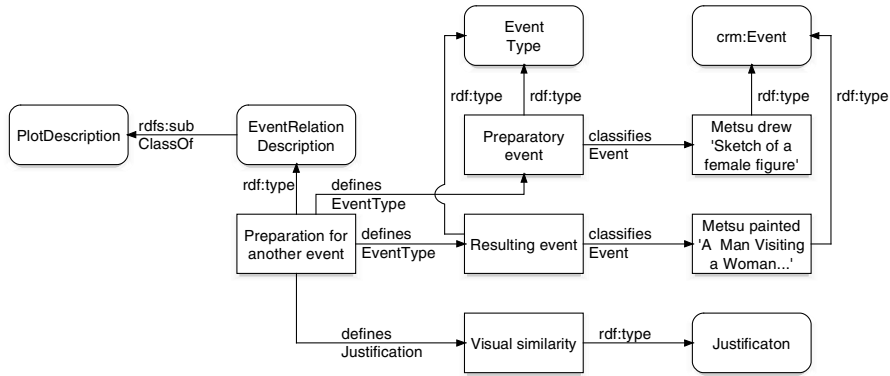 Event
Type
crm:Event
rdf:type
rdf:type
rdf:type
rdf:type
PlotDescription
rdfs:sub
ClassOf
EventRelation
Description
Preparatory
event
classifies
Event
Metsu drew
'Sketch of a
female figure'
rdf:type
defines
EventType
Preparation for
another event
defines
EventType
Resulting event
classifies
Event
Metsu painted
'A Man Visiting
a Woman...'
defines
Justification
Visual similarity
rdf:type
Justificaton